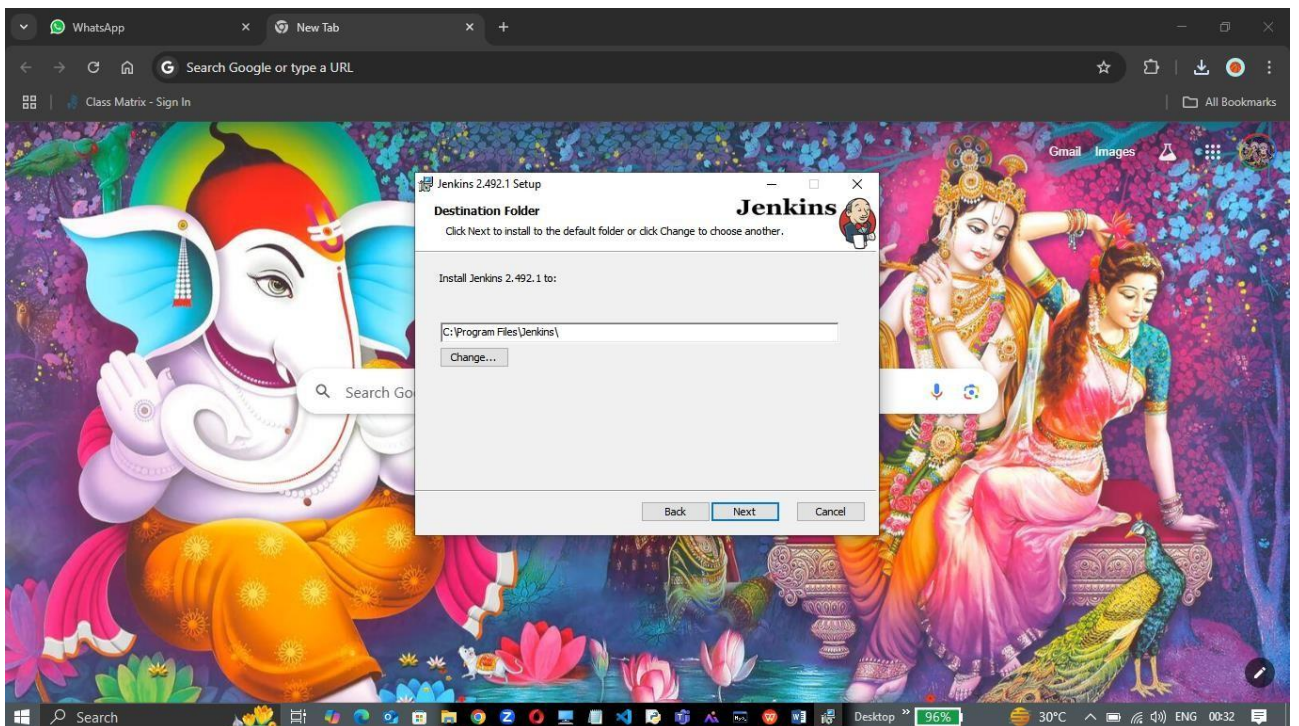 WhatsApp
New Tab
Search Google or type a URL
Class Matrix - Sign In
All Bookmarks
Gmail Images
Jenkins 2.492.1 Setup
Destination Folder
Jenkins
Click Next to install to the default folder or click Change to choose another.
Install Jenkins 2.492.1 to:
C:\Program Files\Jenkins\
Change...
Search Go
Back Next Cancel
Search
Desktop
96%
30°C
ENG 00:32